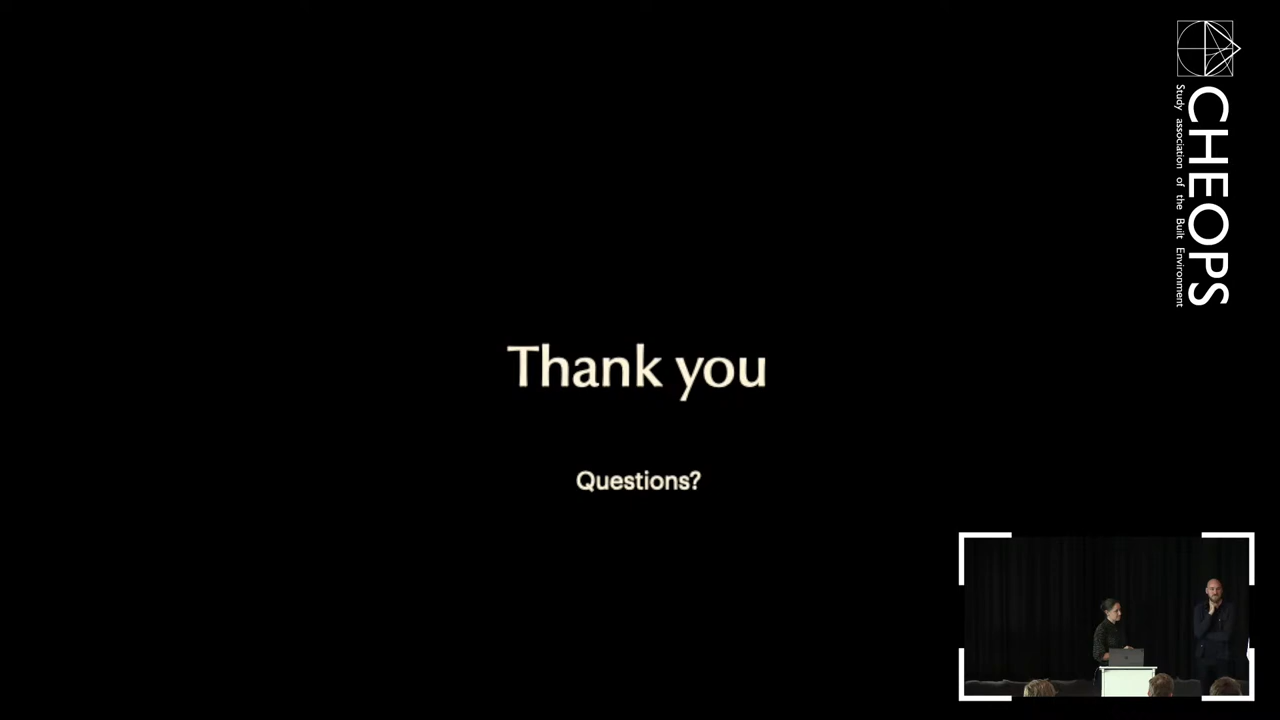 CHEOPS
Study association of the Built Environment
Thank you
Questions?